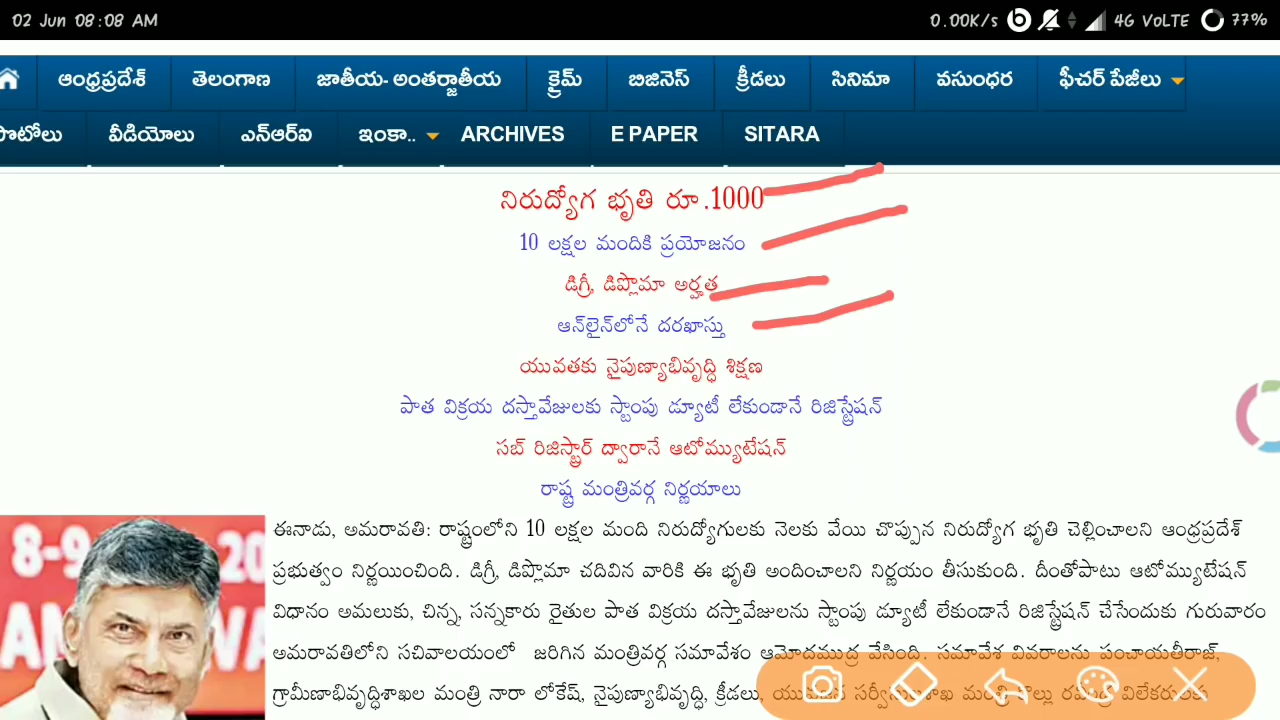 02 Jun 08:08 AM 0.00K/s 4G VoLTE 77%
ఆంధ్రప్రదేశ్ తెలంగాణ జాతీయ- అంతర్జాతీయ క్రైమ్ బిజినెస్ క్రీడలు సినిమా వసుంధర ఫీచర్ పేజీలు
వీడియోలు ఎన్ఆర్ఐ ఇంకా.. ARCHIVES E PAPER SITARA
నిరుద్యోగ భృతి రూ.1000
10 లక్షల మందికి ప్రయోజనం
డిగ్రీ, డిప్లొమా అర్హత
ఆన్‌లైన్‌లోనే దరఖాస్తు
యువతకు నైపుణ్యాభివృద్ధి శిక్షణ
పాత విక్రయ దస్తావేజులకు స్టాంపు డ్యూటీ లేకుండానే రిజిస్ట్రేషన్
సబ్ రిజిస్ట్రార్ ద్వారానే ఆటోమ్యుటేషన్
రాష్ట్ర మంత్రివర్గ నిర్ణయాలు
8-9
ఈనాడు, అమరావతి: రాష్ట్రంలోని 10 లక్షల మంది నిరుద్యోగులకు నెలకు వేయి చొప్పున నిరుద్యోగ భృతి చెల్లించాలని ఆంధ్రప్రదేశ్
ప్రభుత్వం నిర్ణయించింది. డిగ్రీ, డిప్లొమా చదివిన వారికి ఈ భృతి అందించాలని నిర్ణయం తీసుకుంది. దీంతోపాటు ఆటోమ్యుటేషన్
విధానం అమలుకు, చిన్న, సన్నకారు రైతుల పాత విక్రయ దస్తావేజులను స్టాంపు డ్యూటీ లేకుండానే రిజిస్ట్రేషన్ చేసేందుకు గురువారం
అమరావతిలోని సచివాలయంలో జరిగిన మంత్రివర్గ సమావేశం ఆమోదముద్ర వేసింది. సమావేశ వివరాలను పంచాయతీరాజ్,
గ్రామీణాభివృద్ధిశాఖల మంత్రి నారా లోకేష్, నైపుణ్యాభివృద్ధి, క్రీడలు,